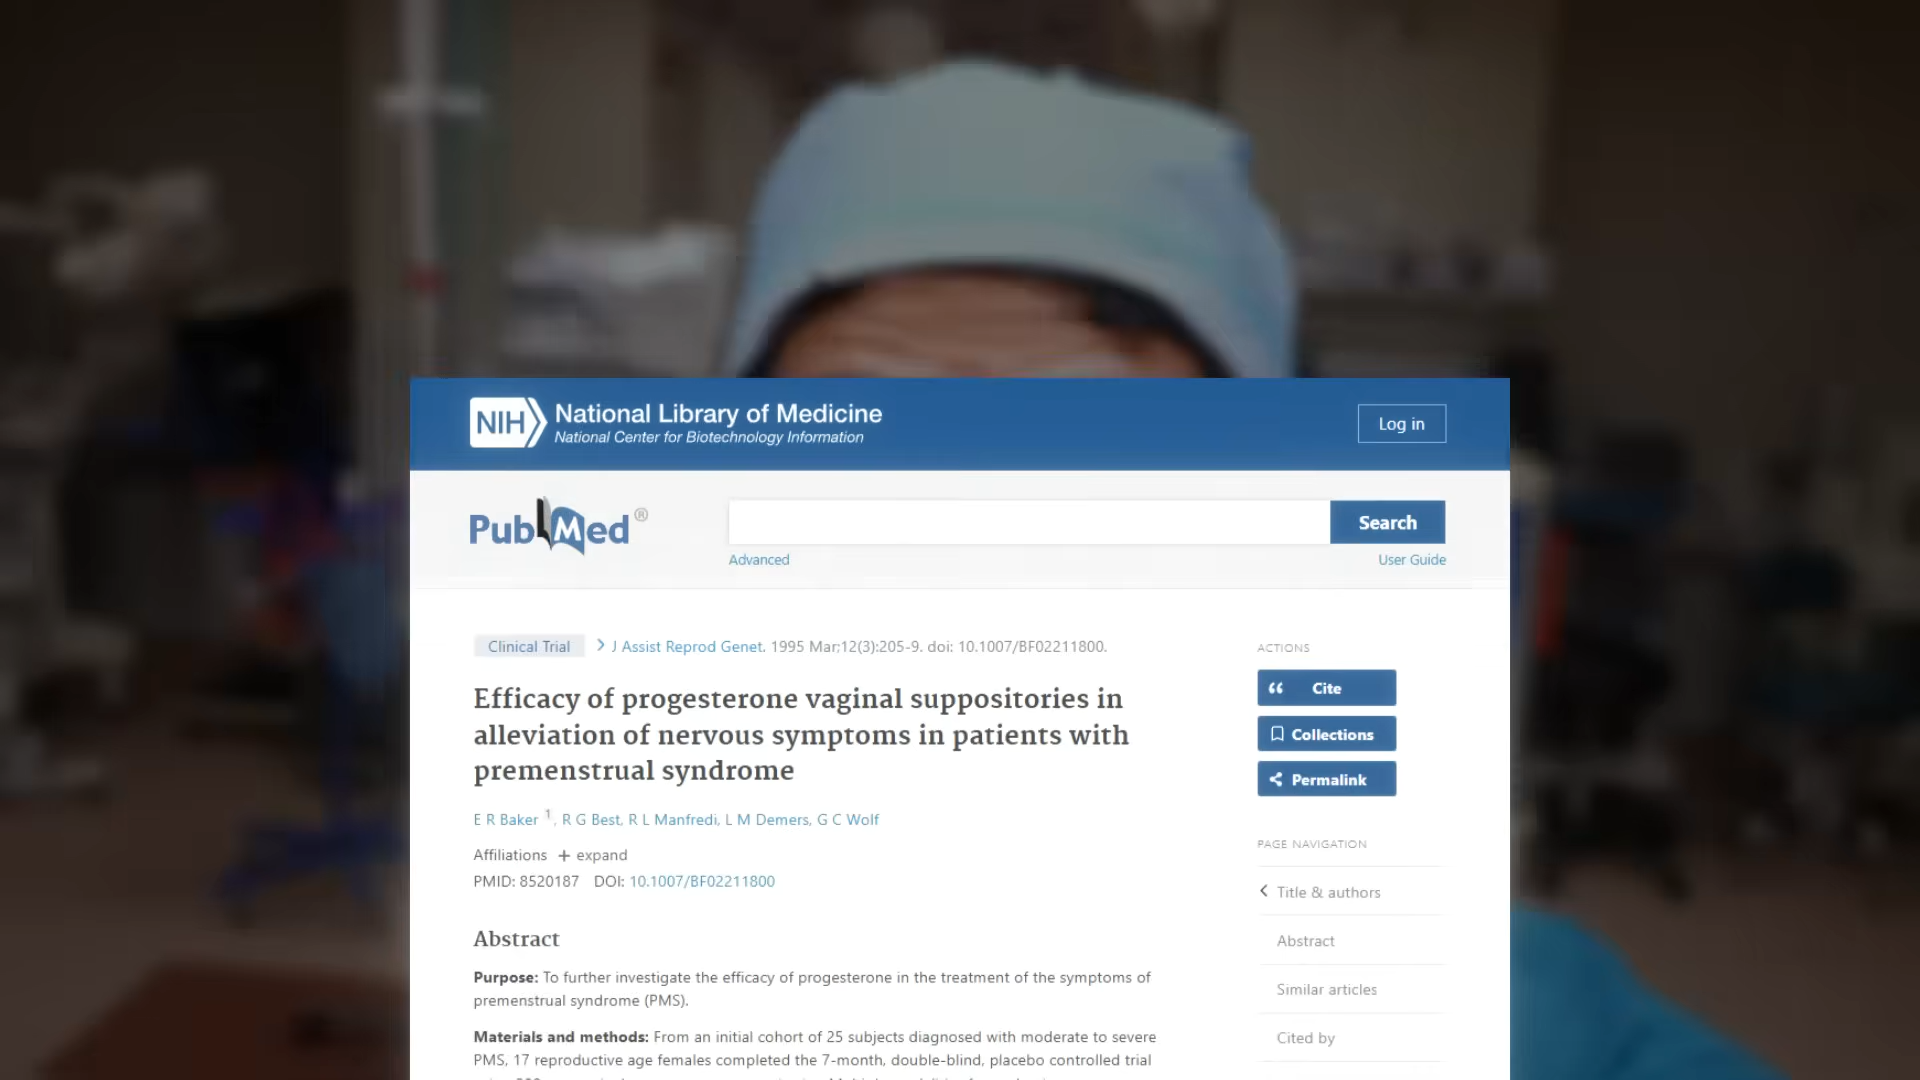 NIH National Library of Medicine
National Center for Biotechnology Information
Log in
PubMed®
Search
Advanced
User Guide
Clinical Trial > J Assist Reprod Genet. 1995 Mar;12(3):205-9. doi: 10.1007/BF02211800.
Efficacy of progesterone vaginal suppositories in
alleviation of nervous symptoms in patients with
premenstrual syndrome
E R Baker 1, R G Best, R L Manfredi, L M Demers, G C Wolf
Affiliations + expand
PMID: 8520187 DOI: 10.1007/BF02211800
Abstract
Purpose: To further investigate the efficacy of progesterone in the treatment of the symptoms of
premenstrual syndrome (PMS).
Materials and methods: From an initial cohort of 25 subjects diagnosed with moderate to severe
PMS, 17 reproductive age females completed the 7-month, double-blind, placebo controlled trial
ACTIONS
Cite
Collections
Permalink
PAGE NAVIGATION
Title & authors
Abstract
Similar articles
Cited by